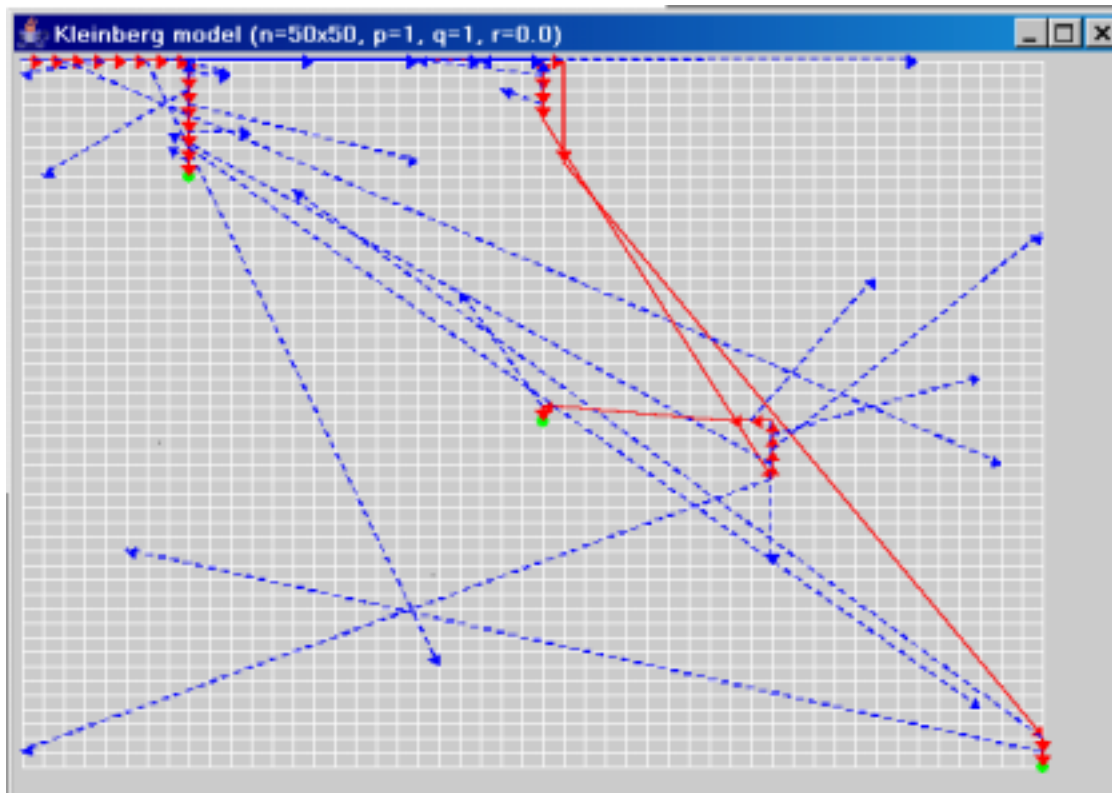 Kleinberg model (n=50x50, p=1, q=1, r=0.0)